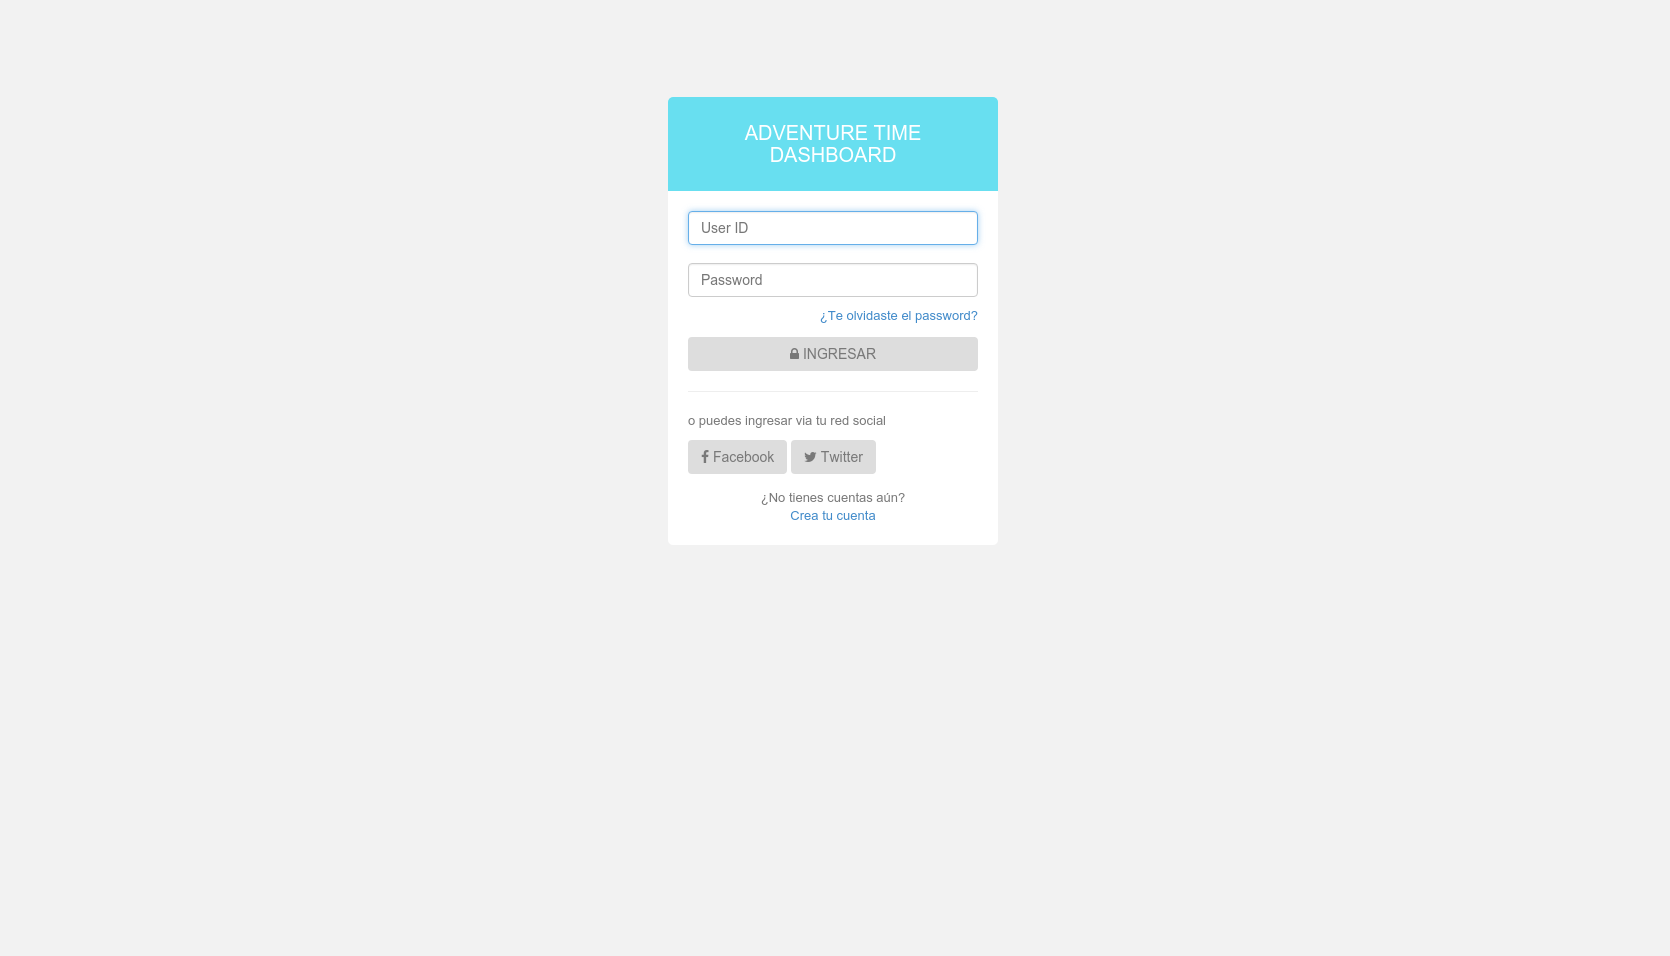 ADVENTURE TIME
DASHBOARD
User ID
Password
¿Te olvidaste el password?
INGRESAR
o puedes ingresar via tu red social
Facebook Twitter
¿No tienes cuentas aún?
Crea tu cuenta